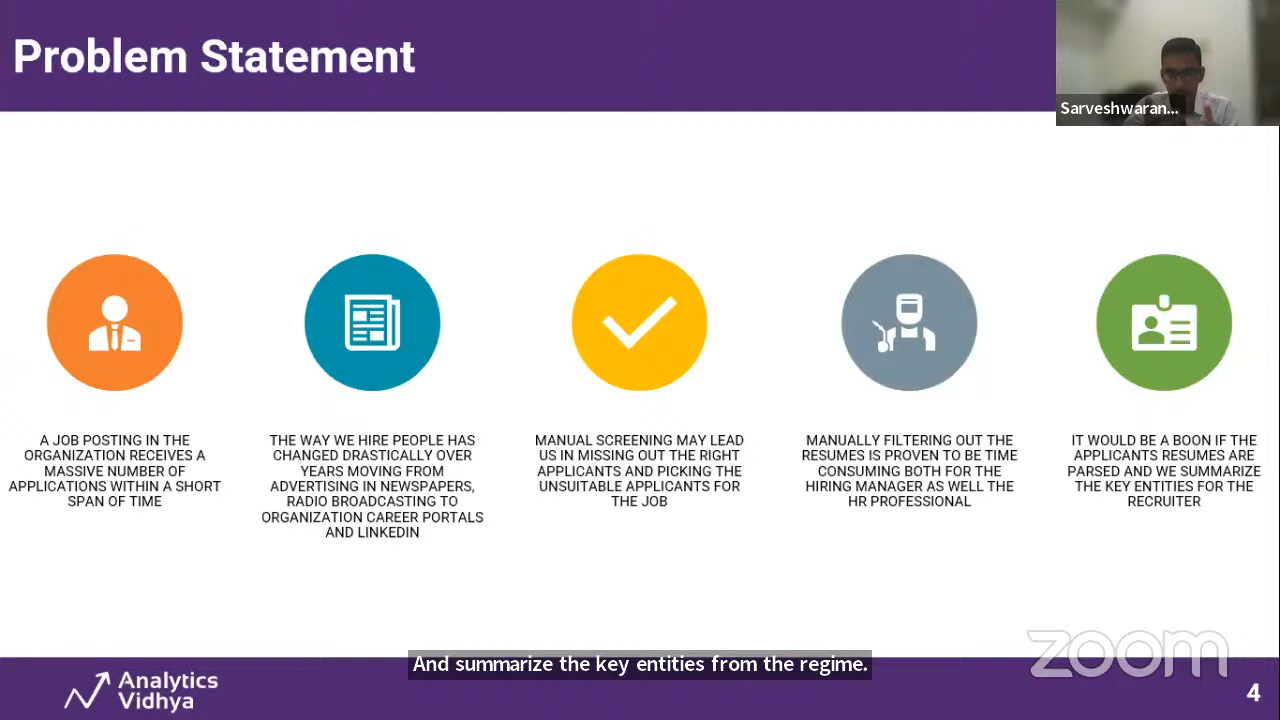 Problem Statement
Sarveshwaran...
A JOB POSTING IN THE
ORGANIZATION RECEIVES A
MASSIVE NUMBER OF
APPLICATIONS WITHIN A SHORT
SPAN OF TIME
THE WAY WE HIRE PEOPLE HAS
CHANGED DRASTICALLY OVER
YEARS MOVING FROM
ADVERTISING IN NEWSPAPERS,
RADIO BROADCASTING TO
ORGANIZATION CAREER PORTALS
AND LINKEDIN
MANUAL SCREENING MAY LEAD
US IN MISSING OUT THE RIGHT
APPLICANTS AND PICKING THE
UNSUITABLE APPLICANTS FOR
THE JOB
MANUALLY FILTERING OUT THE
RESUMES IS PROVEN TO BE TIME
CONSUMING BOTH FOR THE
HIRING MANAGER AS WELL THE
HR PROFESSIONAL
IT WOULD BE A BOON IF THE
APPLICANTS RESUMES ARE
PARSED AND WE SUMMARIZE
THE KEY ENTITIES FOR THE
RECRUITER
And summarize the key entities from the regime.
zoom
Analytics
Vidhya
4